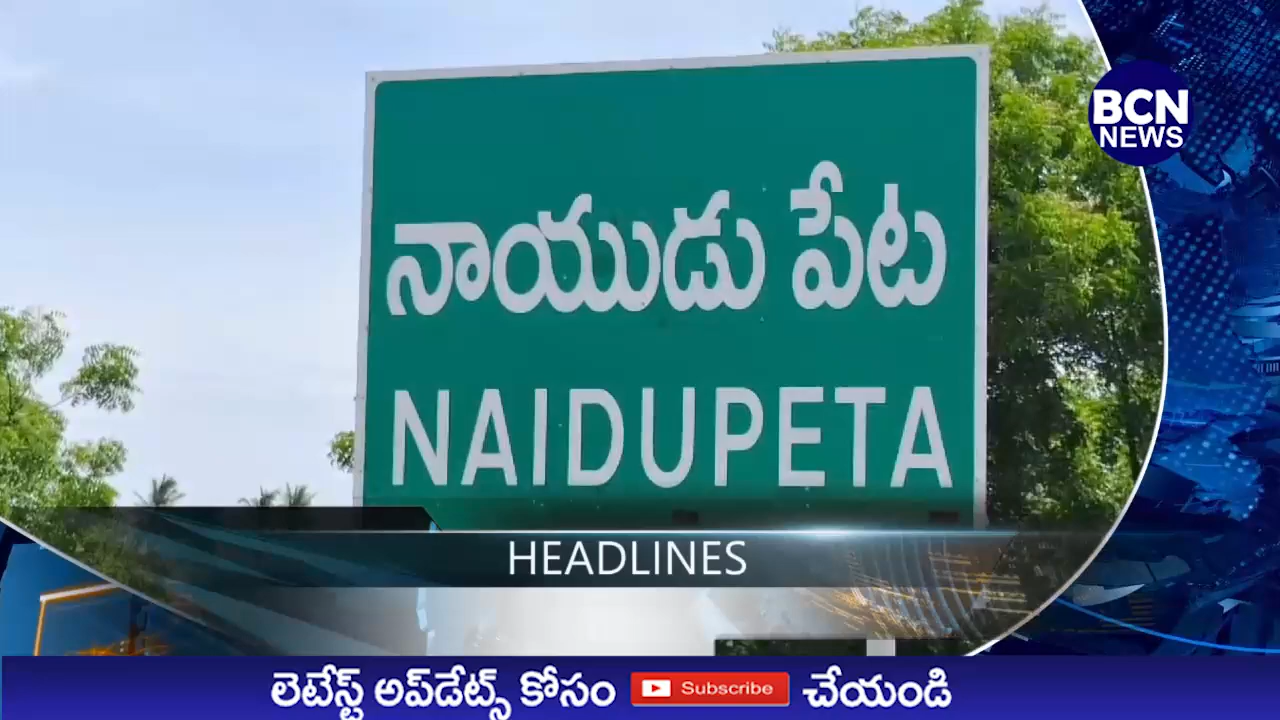 BCN
NEWS
నాయుడు పేట
NAIDUPETA
HEADLINES
లెటేస్ట్ అప్‌డేట్స్ కోసం Subscribe చేయండి